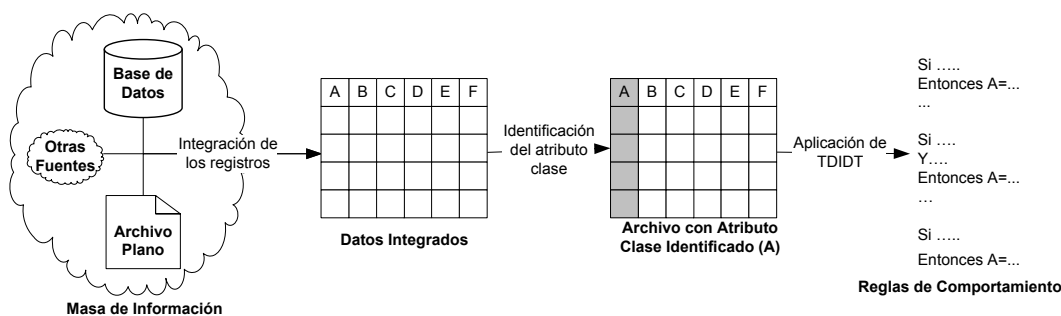 Base de
Datos
Otras
Fuentes
Archivo
Plano
Masa de Información
Integración de
los registros
A B C D E F
Datos Integrados
Identificación
del atributo
clase
A B C D E F
Archivo con Atributo
Clase Identificado (A)
Aplicación de
TDIDT
Si …..
Entonces A=...
...
Si ….
Y….
Entonces A=...
…
Si …..
Entonces A=...
Reglas de Comportamiento